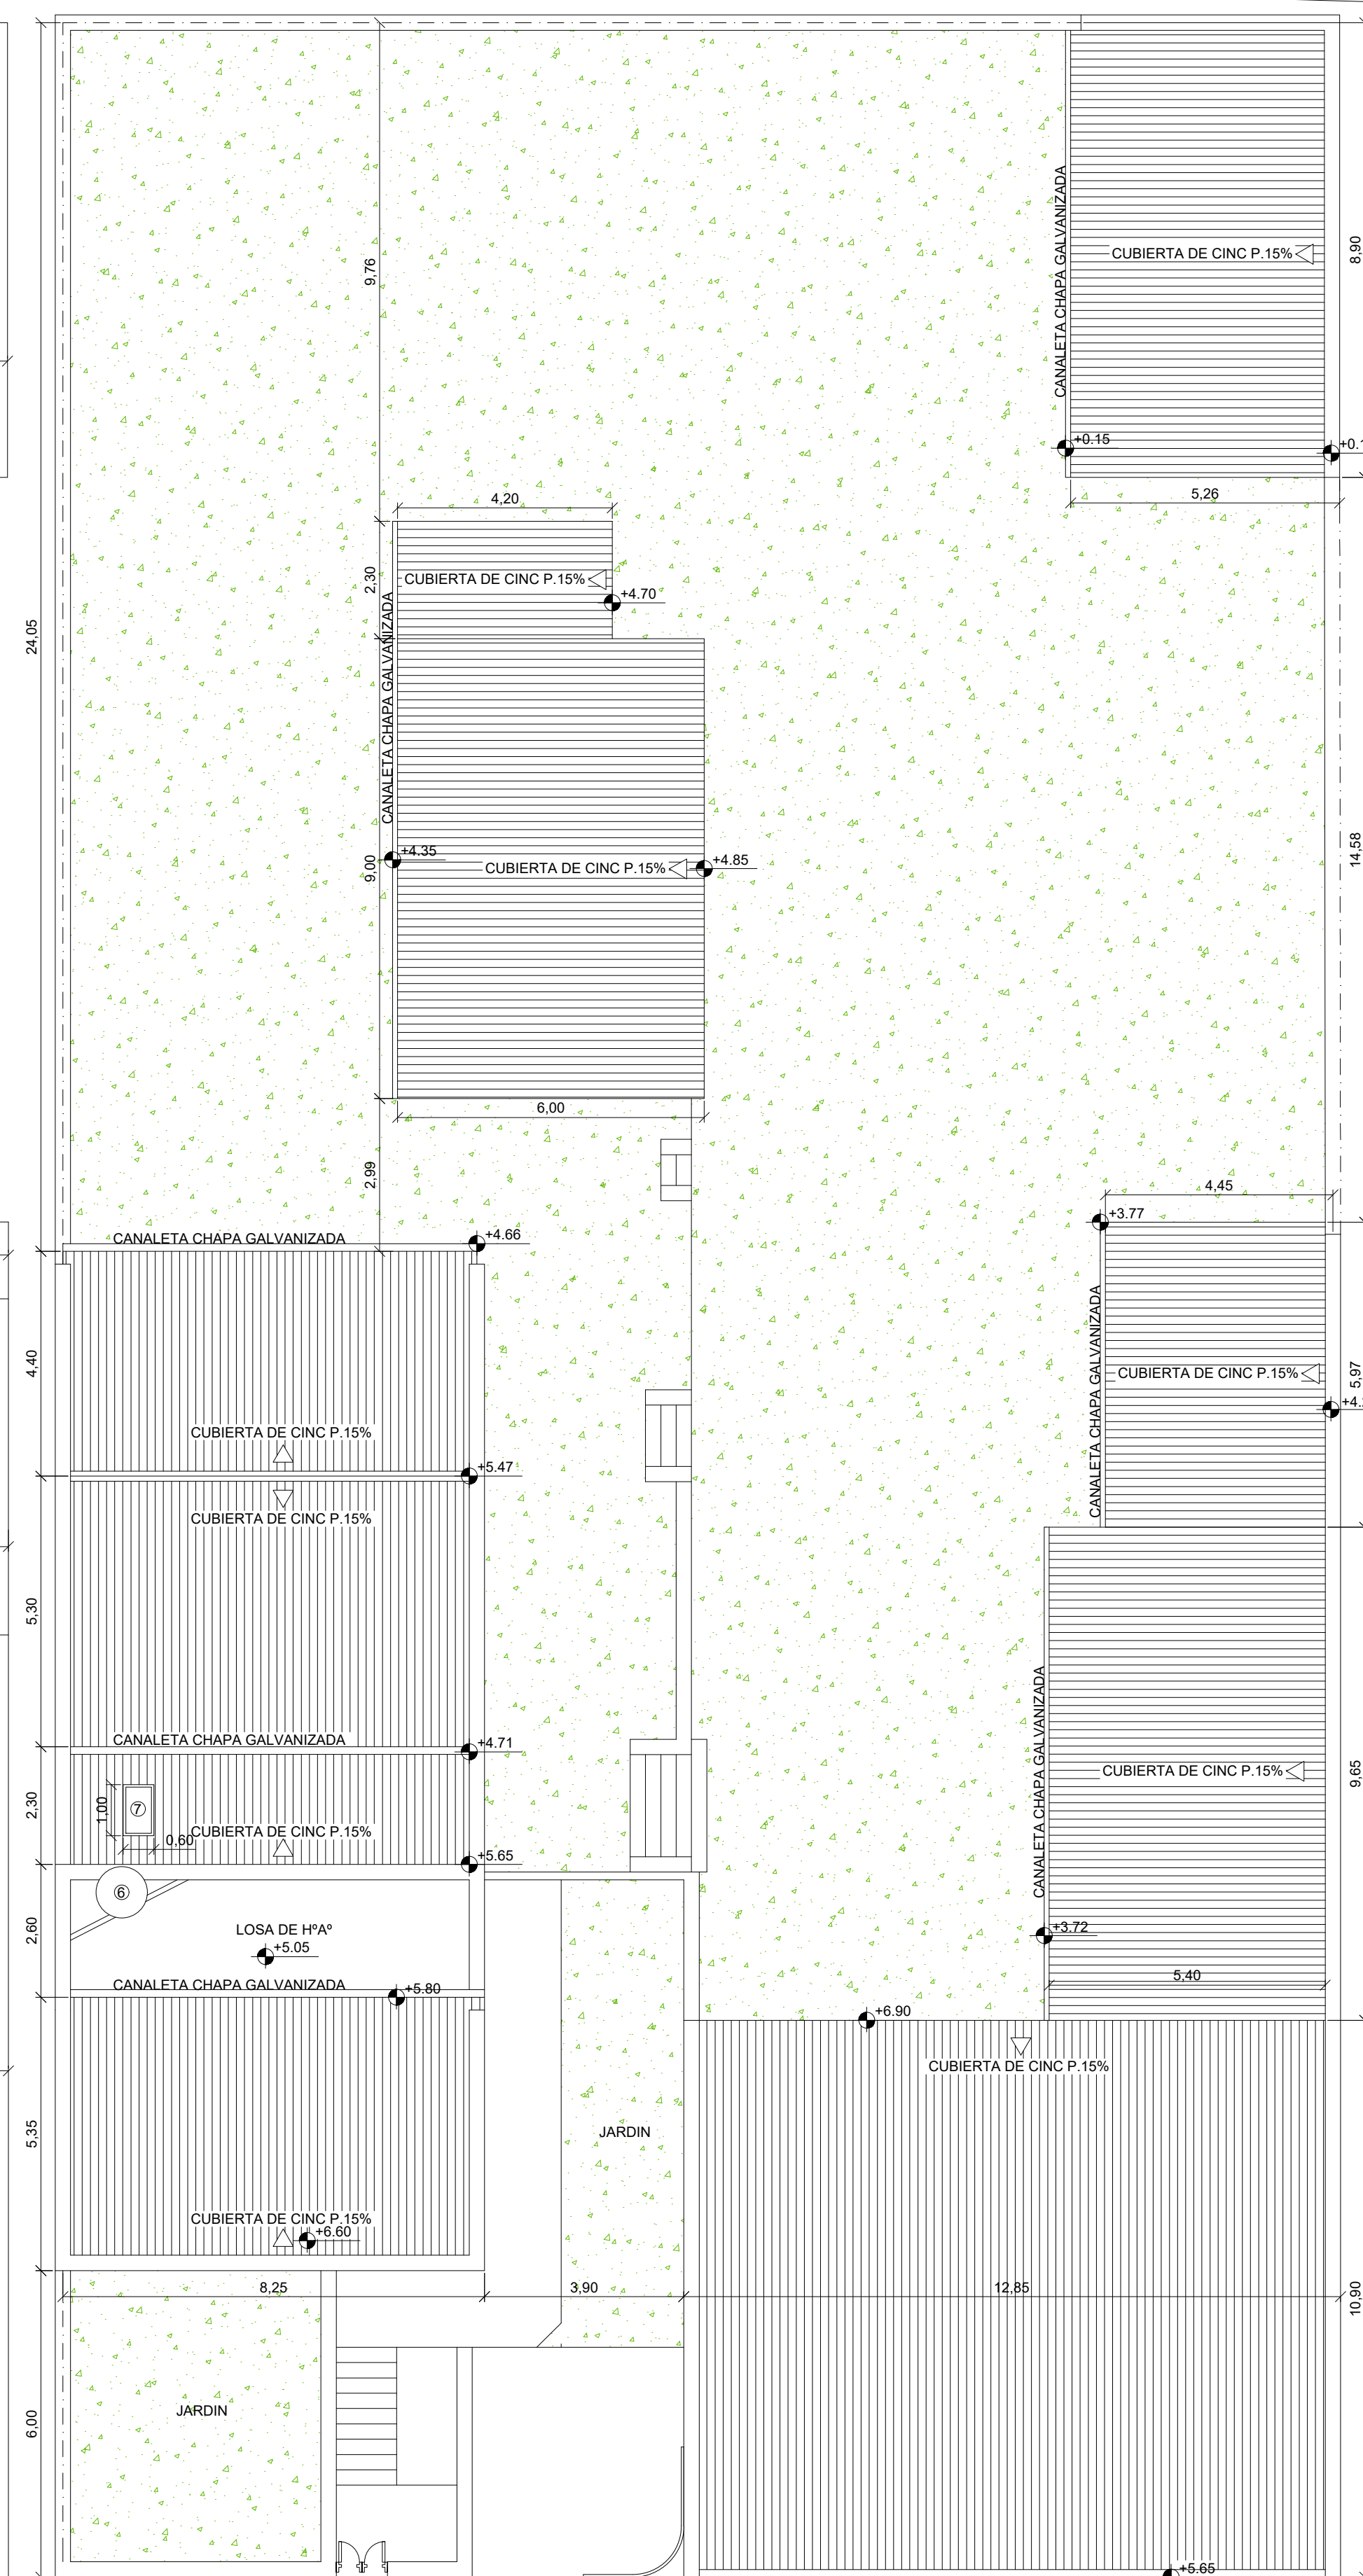 CANALETA CHAPA GALVANIZADA
CUBIERTA DE CINC P.15%
8,90
9,76
+0.15
5,26
4,20
24,05
2,30
CUBIERTA DE CINC P.15%
+4.70
CANALETA CHAPA GALVANIZADA
+4.35
9,00
CUBIERTA DE CINC P.15%
+4.85
14,58
6,00
2,99
4,45
+3.77
CANALETA CHAPA GALVANIZADA
+4.66
4,40
CANALETA CHAPA GALVANIZADA
CUBIERTA DE CINC P.15%
5,97
CUBIERTA DE CINC P.15%
+5.47
CUBIERTA DE CINC P.15%
5,30
CANALETA CHAPA GALVANIZADA
+4.71
CANALETA CHAPA GALVANIZADA
CUBIERTA DE CINC P.15%
9,65
2,30
1,00
7
0,60
CUBIERTA DE CINC P.15%
+5.65
6
2,60
LOSA DE HºAº
+5.05
+3.72
CANALETA CHAPA GALVANIZADA
+5.80
5,40
+6.90
CUBIERTA DE CINC P.15%
5,35
JARDIN
CUBIERTA DE CINC P.15%
+6.60
8,25
3,90
12,85
10,90
JARDIN
6,00
+5.65